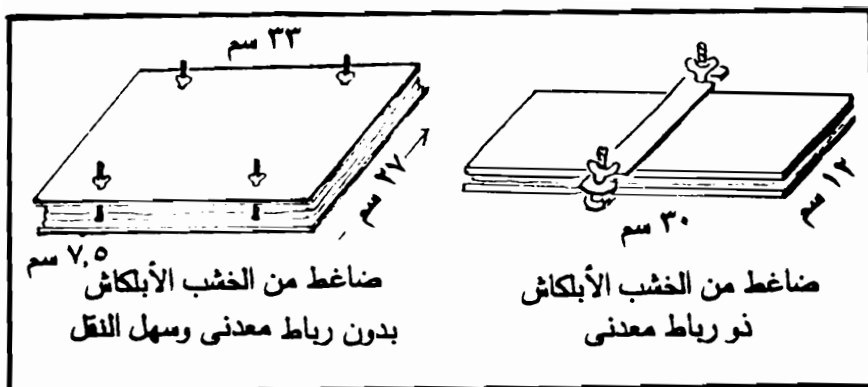 ٣٣ سم
٢٧ سم
٧,٥ سم
ضاغط من الخشب الأبلكاش
بدون رباط معدنى وسهل النقل
١٢ سم
٣٠ سم
ضاغط من الخشب الأبلكاش
ذو رباط معدنى